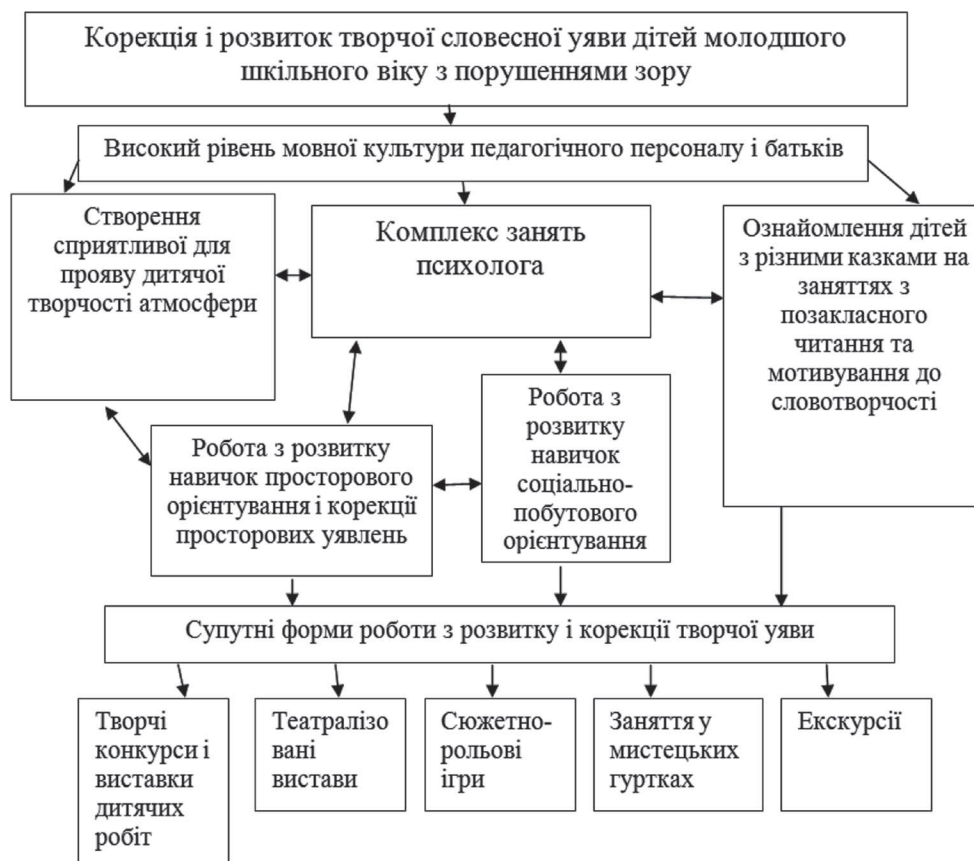 Корекція і розвиток творчої словесної уяви дітей молодшого
шкільного віку з порушеннями зору
Високий рівень мовної культури педагогічного персоналу і батьків
Створення
сприятливої для
прояву дитячої
творчості атмосфери
Комплекс занять
психолога
Ознайомлення дітей
з різними казками на
заняттях з
позакласного
читання та
мотивування до
словотворчості
Робота з розвитку
навичок просторового
орієнтування і корекції
просторових уявлень
Робота з
розвитку
навичок
соціально-
побутового
орієнтування
Супутні форми роботи з розвитку і корекції творчої уяви
Творчі
конкурси і
виставки
дитячих
робіт
Театралізо
вані
вистави
Сюжетно-
рольові
ігри
Заняття у
мистецьких
гуртках
Екскурсії